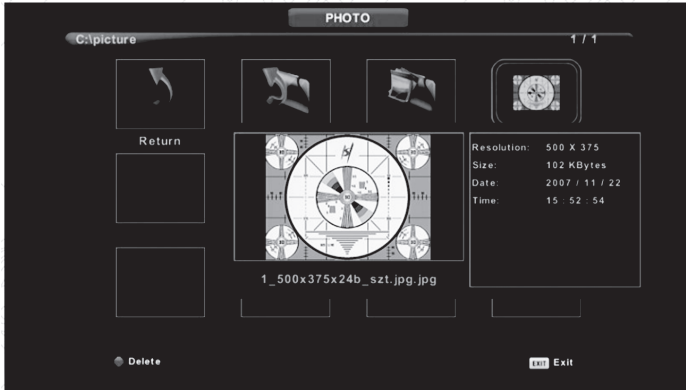 PHOTO
C:\picture
1 / 1
Return
Resolution: 500 X 375
Size: 102 KBytes
Date: 2007 / 11 / 22
Time: 15 : 52 : 54
1_500x375x24b_szt.jpg.jpg
Delete
EXIT Exit